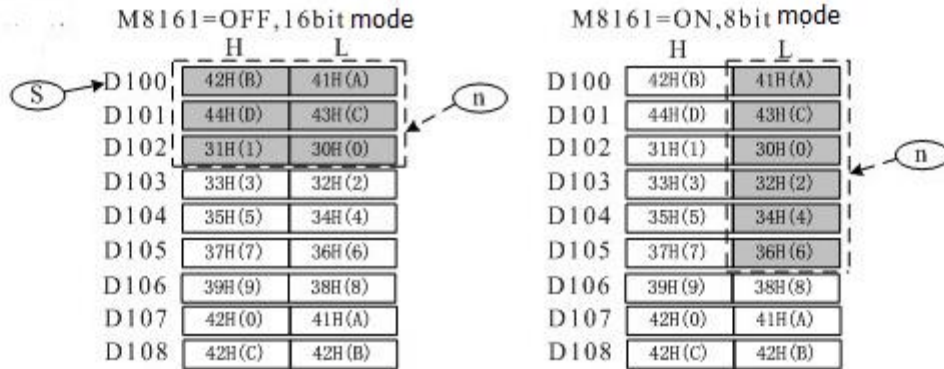 M8161=OFF,16bit mode
H L
S
n
D100 42H(B) 41H(A)
D101 44H(D) 43H(C)
D102 31H(1) 30H(0)
D103 33H(3) 32H(2)
D104 35H(5) 34H(4)
D105 37H(7) 36H(6)
D106 39H(9) 38H(8)
D107 42H(0) 41H(A)
D108 42H(C) 42H(B)
M8161=ON,8bit mode
H L
n
D100 42H(B) 41H(A)
D101 44H(D) 43H(C)
D102 31H(1) 30H(0)
D103 33H(3) 32H(2)
D104 35H(5) 34H(4)
D105 37H(7) 36H(6)
D106 39H(9) 38H(8)
D107 42H(0) 41H(A)
D108 42H(C) 42H(B)